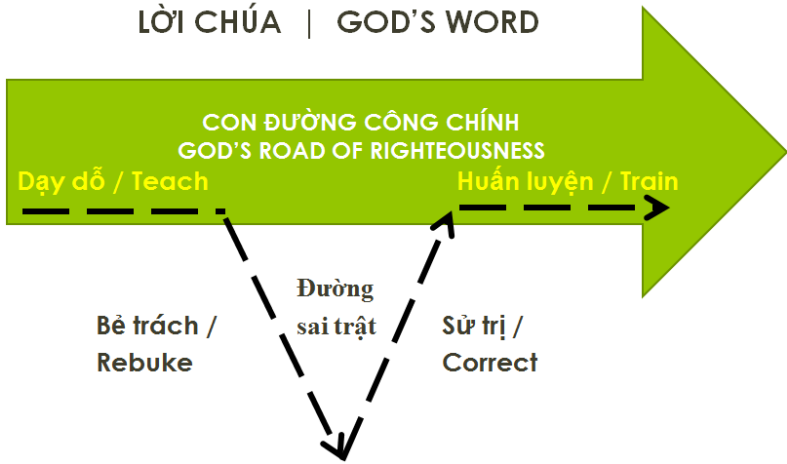 LỜI CHÚA | GOD'S WORD
CON ĐƯỜNG CÔNG CHÍNH
GOD'S ROAD OF RIGHTEOUSNESS
Dạy dỗ / Teach
Huấn luyện / Train
Đường
sai trật
Bẻ trách /
Rebuke
Sử trị /
Correct